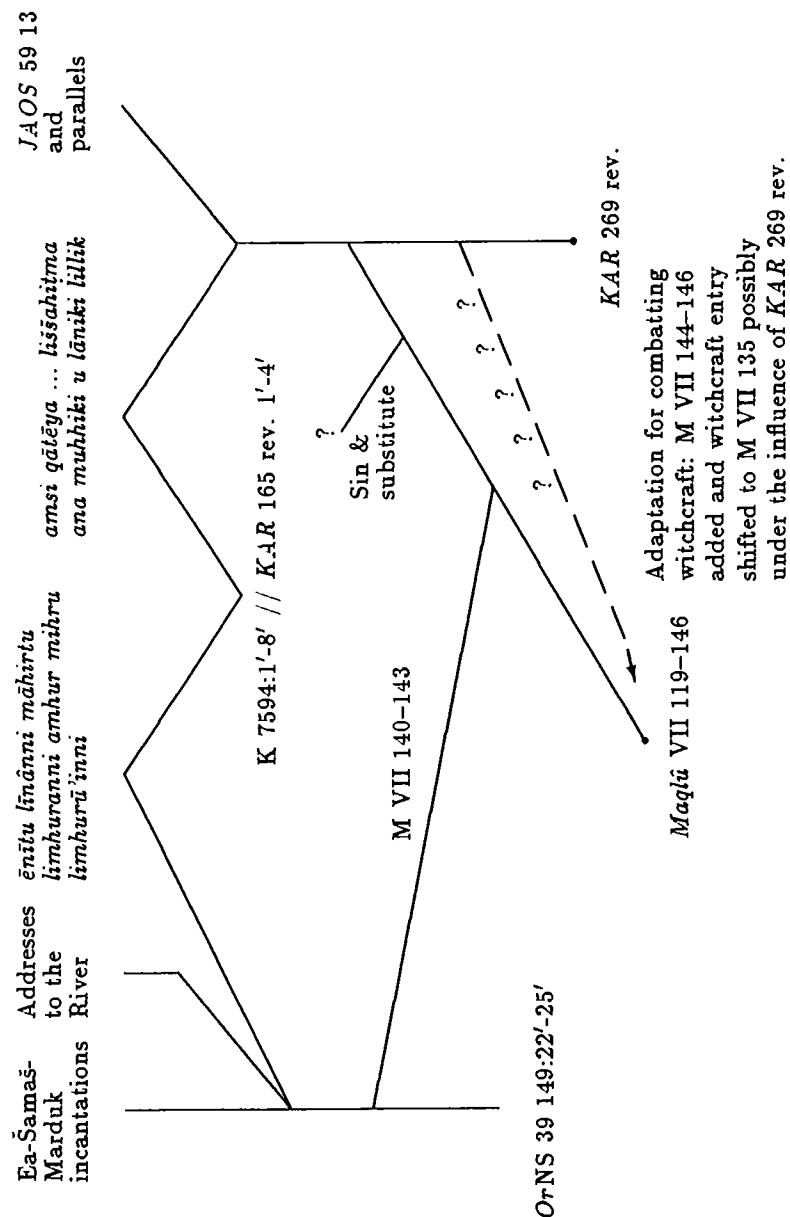 Ea-Šamaš-
Marduk
incantations
Addresses
to the
River
ēnītu līnânni māhirtu
limhuranni amhur mihru
limhurū'inni
amsi qātēya ... liššahiṭma
ana muhhiki u lāniki lillik
JAOS 59 13
and
parallels
K 7594:1'-8' // KAR 165 rev. 1'-4'
?
Sin &
substitute
M VII 140–143
? ? ? ? ?
OrNS 39 149:22'-25'
Maqlû VII 119–146
KAR 269 rev.
Adaptation for combatting
witchcraft: M VII 144–146
added and witchcraft entry
shifted to M VII 135 possibly
under the influence of KAR 269 rev.